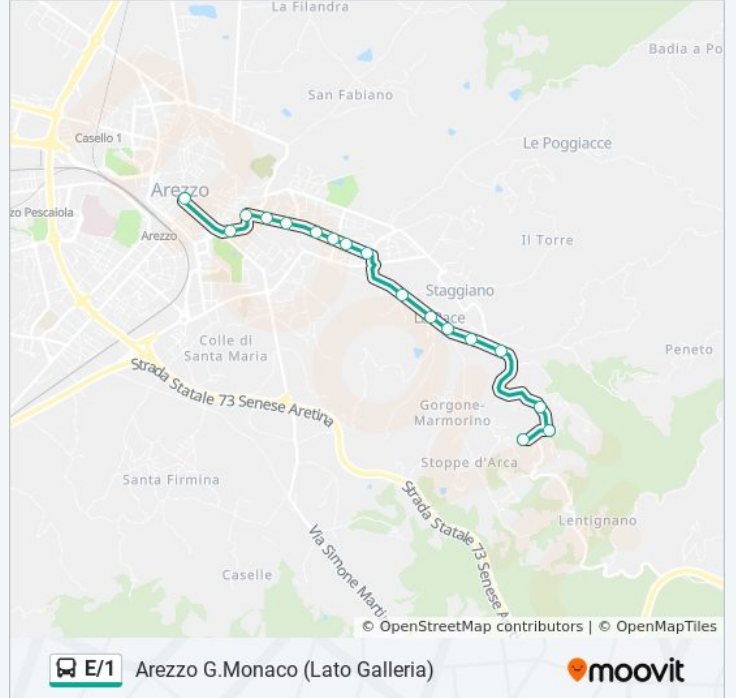 La Filandra
Badia a Po
San Fabiano
Casello 1
Le Poggiacce
Arezzo
zo Pescaiola
Arezzo
Il Torre
Staggiano
La Pace
Colle di
Santa Maria
Peneto
Strada Statale 73 Senese Aretina
Gorgone-
Marmorino
Stoppe d'Arca
Santa Firmina
Strada Statale 73 Senese A
Lentignano
Via Simone Marti
Caselle
© OpenStreetMap contributors | © OpenMapTiles
E/1 Arezzo G.Monaco (Lato Galleria)
moovit